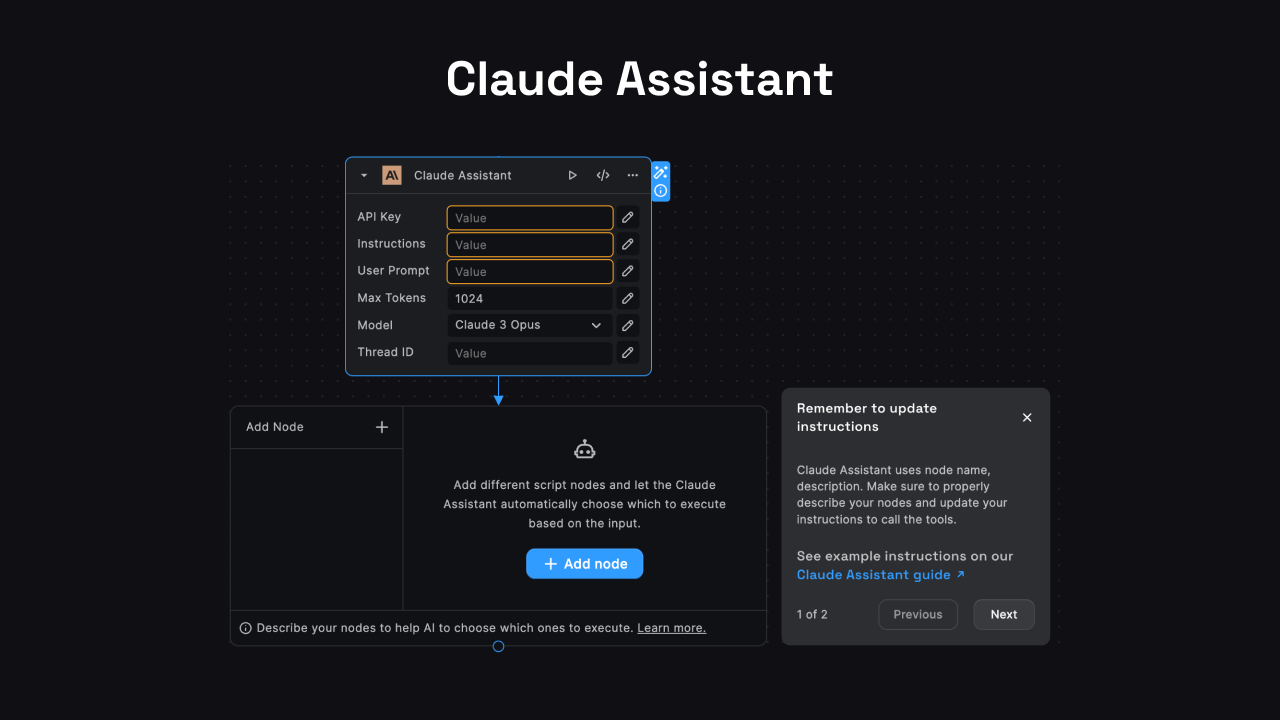 Claude Assistant
Claude Assistant
API Key Value
Instructions Value
User Prompt Value
Max Tokens 1024
Model Claude 3 Opus
Thread ID Value
Add Node
Add different script nodes and let the Claude
Assistant automatically choose which to execute
based on the input.
Add node
Describe your nodes to help AI to choose which ones to execute. Learn more.
Remember to update
instructions
Claude Assistant uses node name,
description. Make sure to properly
describe your nodes and update your
instructions to call the tools.
See example instructions on our
Claude Assistant guide
1 of 2 Previous Next